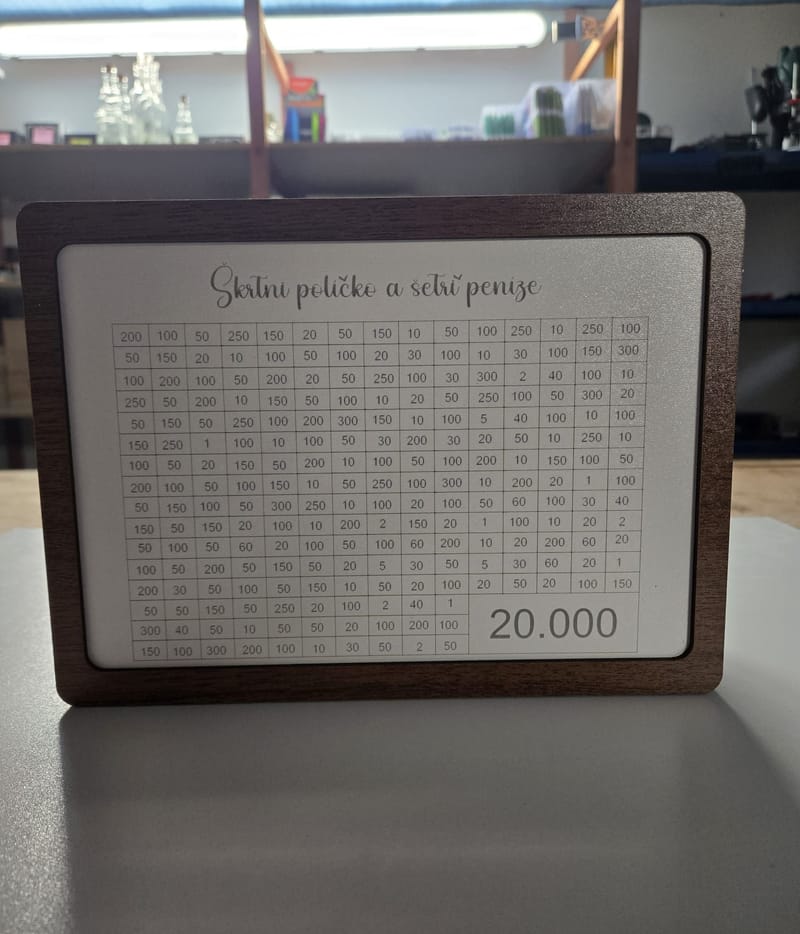 Škrtni políčko a šetři peníze
200 100 50 250 150 20 50 150 10 50 100 250 10 250 100
50 150 20 10 100 50 100 20 30 100 10 30 100 150 300
100 200 100 50 200 20 50 250 100 30 300 2 40 100 10
250 50 200 10 150 50 100 10 20 50 250 100 50 300 20
50 150 50 250 100 200 300 150 10 100 5 40 100 10 100
150 250 1 100 10 100 50 30 200 30 20 50 10 250 10
100 50 20 150 50 200 10 100 50 100 200 10 150 100 50
200 100 50 100 150 10 50 250 100 300 10 200 20 1 100
50 150 100 50 300 250 10 100 20 100 50 60 100 30 40
150 50 150 20 100 10 200 2 150 20 1 100 10 20 2
50 100 50 60 20 100 50 100 60 200 10 20 200 60 20
100 50 200 50 150 50 20 5 30 50 5 30 60 20 1
200 30 50 100 50 150 10 50 20 100 20 50 20 100 150
50 50 150 50 250 20 100 2 40 1
300 40 50 10 50 50 20 100 200 100
150 100 300 200 100 10 30 50 2 50
20.000